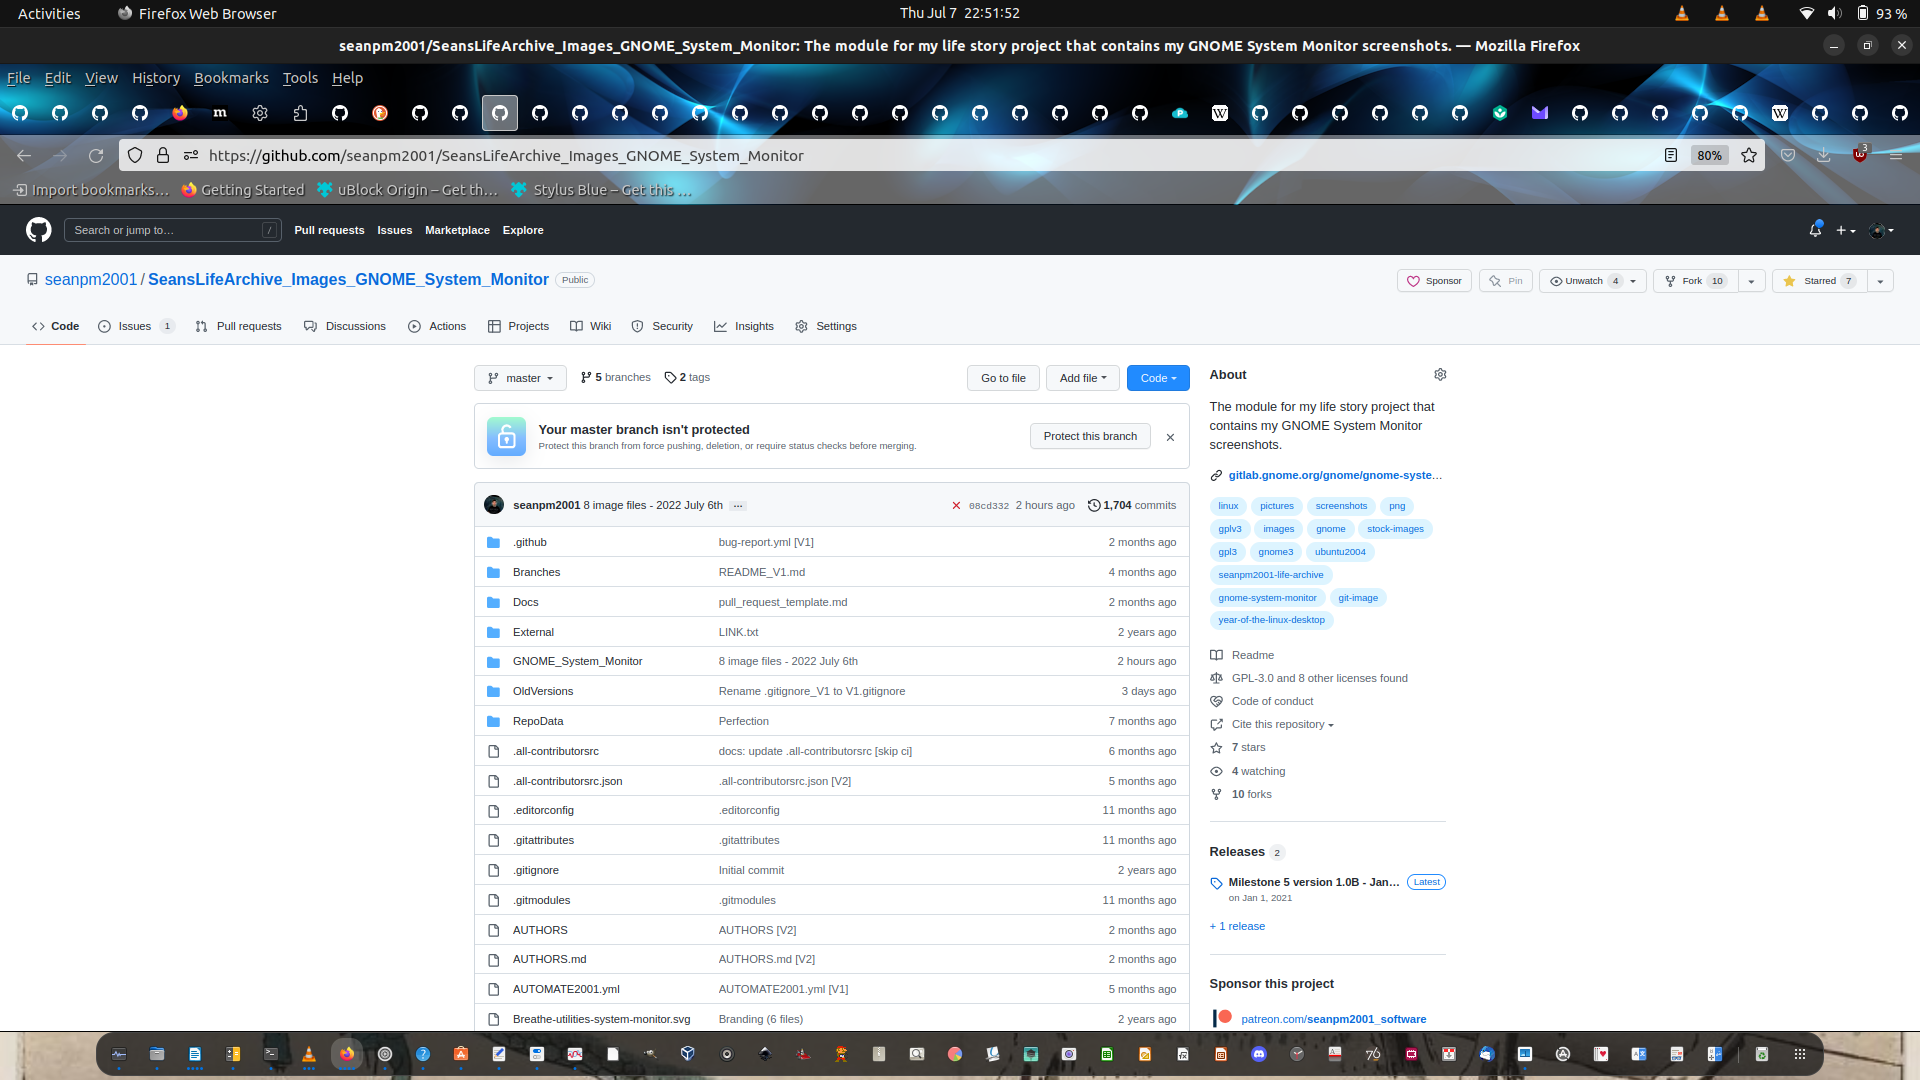 Activities Firefox Web Browser Thu Jul 7 22:51:52 93 %
seanpm2001/SeansLifeArchive_Images_GNOME_System_Monitor: The module for my life story project that contains my GNOME System Monitor screenshots. — Mozilla Firefox
File Edit View History Bookmarks Tools Help
https://github.com/seanpm2001/SeansLifeArchive_Images_GNOME_System_Monitor 80% 3
Import bookmarks… Getting Started uBlock Origin – Get th… Stylus Blue – Get this …
Search or jump to… / Pull requests Issues Marketplace Explore
seanpm2001 / SeansLifeArchive_Images_GNOME_System_Monitor Public Sponsor Pin Unwatch 4 Fork 10 Starred 7
Code Issues 1 Pull requests Discussions Actions Projects Wiki Security Insights Settings
master 5 branches 2 tags Go to file Add file Code
Your master branch isn't protected
Protect this branch from force pushing, deletion, or require status checks before merging.
Protect this branch
seanpm2001 8 image files - 2022 July 6th … 08cd332 2 hours ago 1,704 commits
.github bug-report.yml [V1] 2 months ago
Branches README_V1.md 4 months ago
Docs pull_request_template.md 2 months ago
External LINK.txt 2 years ago
GNOME_System_Monitor 8 image files - 2022 July 6th 2 hours ago
OldVersions Rename .gitignore_V1 to V1.gitignore 3 days ago
RepoData Perfection 7 months ago
.all-contributorsrc docs: update .all-contributorsrc [skip ci] 6 months ago
.all-contributorsrc.json .all-contributorsrc.json [V2] 5 months ago
.editorconfig .editorconfig 11 months ago
.gitattributes .gitattributes 11 months ago
.gitignore Initial commit 2 years ago
.gitmodules .gitmodules 11 months ago
AUTHORS AUTHORS [V2] 2 months ago
AUTHORS.md AUTHORS.md [V2] 2 months ago
AUTOMATE2001.yml AUTOMATE2001.yml [V1] 5 months ago
Breathe-utilities-system-monitor.svg Branding (6 files) 2 years ago
About
The module for my life story project that
contains my GNOME System Monitor
screenshots.
gitlab.gnome.org/gnome/gnome-syste…
linux pictures screenshots png
gplv3 images gnome stock-images
gpl3 gnome3 ubuntu2004
seanpm2001-life-archive
gnome-system-monitor git-image
year-of-the-linux-desktop
Readme
GPL-3.0 and 8 other licenses found
Code of conduct
Cite this repository
7 stars
4 watching
10 forks
Releases 2
Milestone 5 version 1.0B - Jan… Latest
on Jan 1, 2021
+ 1 release
Sponsor this project
patreon.com/seanpm2001_software